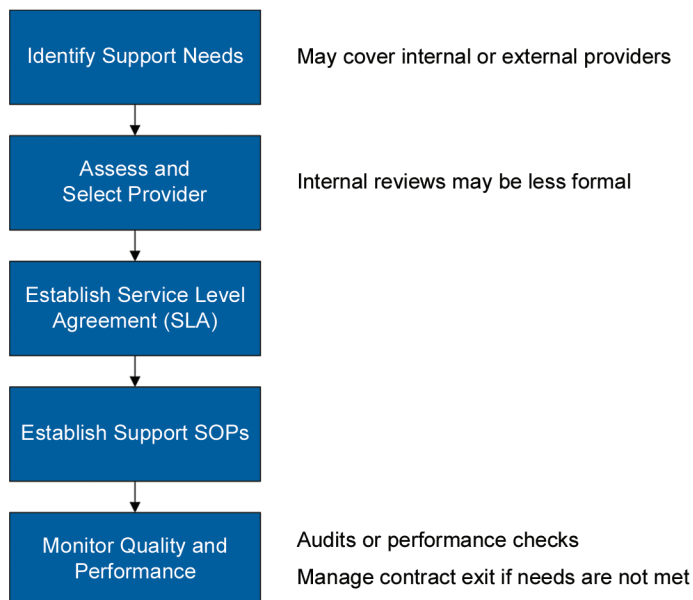 Identify Support Needs
May cover internal or external providers
Assess and
Select Provider
Internal reviews may be less formal
Establish Service Level
Agreement (SLA)
Establish Support SOPs
Monitor Quality and
Performance
Audits or performance checks
Manage contract exit if needs are not met